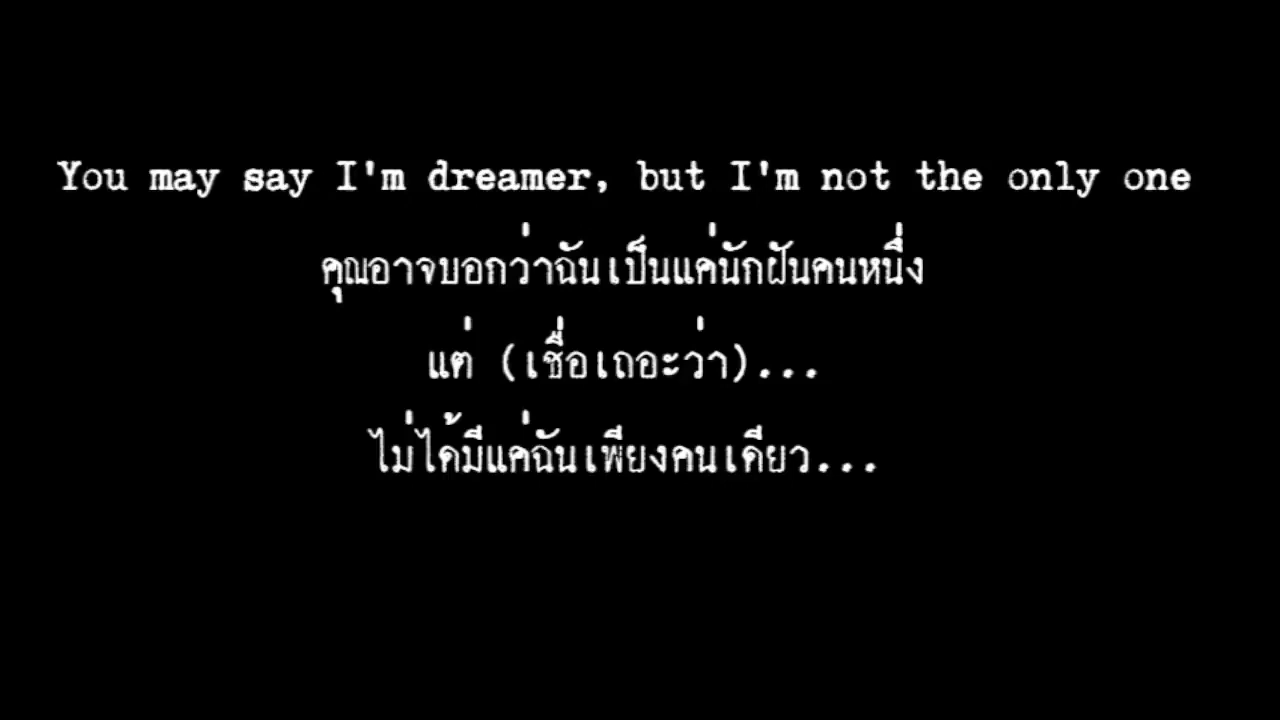 You may say I'm dreamer, but I'm not the only one
คุณอาจบอกว่าฉันเป็นแค่นักฝันคนหนึ่ง
แต่ (เชื่อเถอะว่า)...
ไม่ได้มีแค่ฉันเพียงคนเดียว...